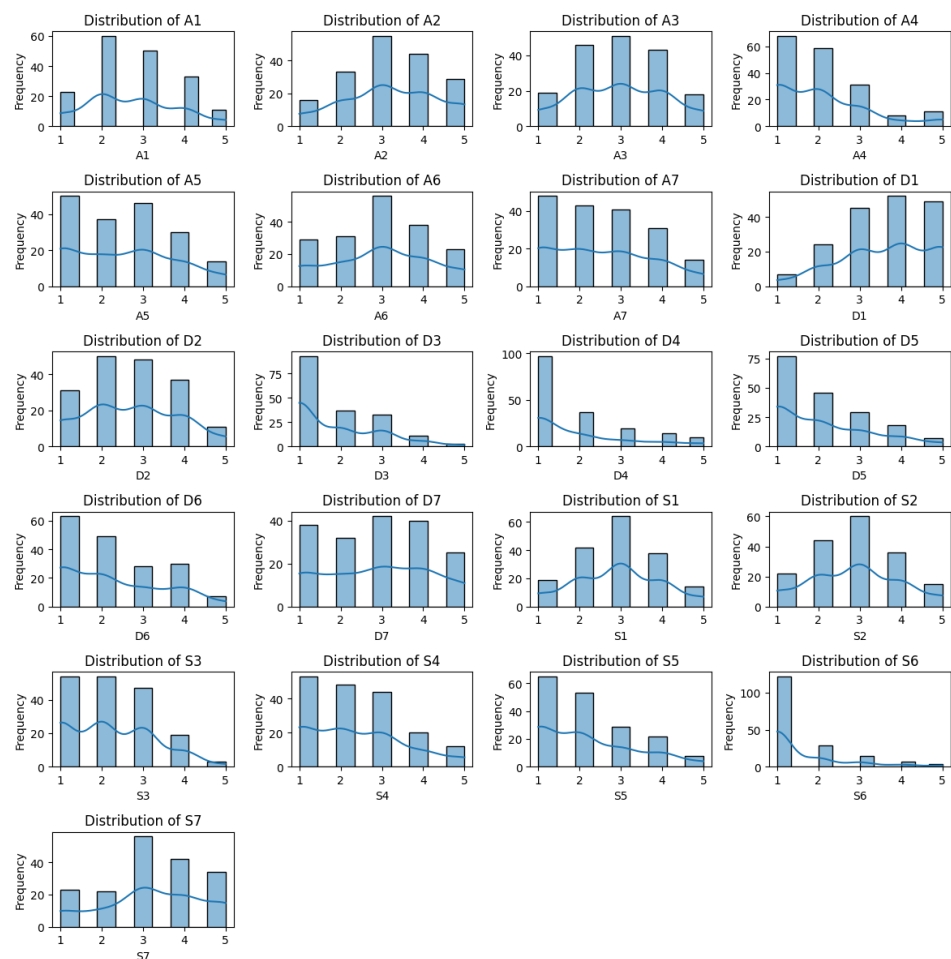 Distribution of A1 Distribution of A2 Distribution of A3 Distribution of A4
Frequency 60 40 20 0 Frequency 40 20 0 Frequency 40 20 0 Frequency 60 40 20 0
1 2 3 4 5 1 2 3 4 5 1 2 3 4 5 1 2 3 4 5
A1 A2 A3 A4
Distribution of A5 Distribution of A6 Distribution of A7 Distribution of D1
Frequency 40 20 0 Frequency 40 20 0 Frequency 40 20 0 Frequency 40 20 0
1 2 3 4 5 1 2 3 4 5 1 2 3 4 5 1 2 3 4 5
A5 A6 A7 D1
Distribution of D2 Distribution of D3 Distribution of D4 Distribution of D5
Frequency 40 20 0 Frequency 75 50 25 0 Frequency 100 50 0 Frequency 75 50 25 0
1 2 3 4 5 1 2 3 4 5 1 2 3 4 5 1 2 3 4 5
D2 D3 D4 D5
Distribution of D6 Distribution of D7 Distribution of S1 Distribution of S2
Frequency 60 40 20 0 Frequency 40 20 0 Frequency 60 40 20 0 Frequency 60 40 20 0
1 2 3 4 5 1 2 3 4 5 1 2 3 4 5 1 2 3 4 5
D6 D7 S1 S2
Distribution of S3 Distribution of S4 Distribution of S5 Distribution of S6
Frequency 40 20 0 Frequency 40 20 0 Frequency 60 40 20 0 Frequency 100 50 0
1 2 3 4 5 1 2 3 4 5 1 2 3 4 5 1 2 3 4 5
S3 S4 S5 S6
Distribution of S7
Frequency 40 20 0
1 2 3 4 5
S7